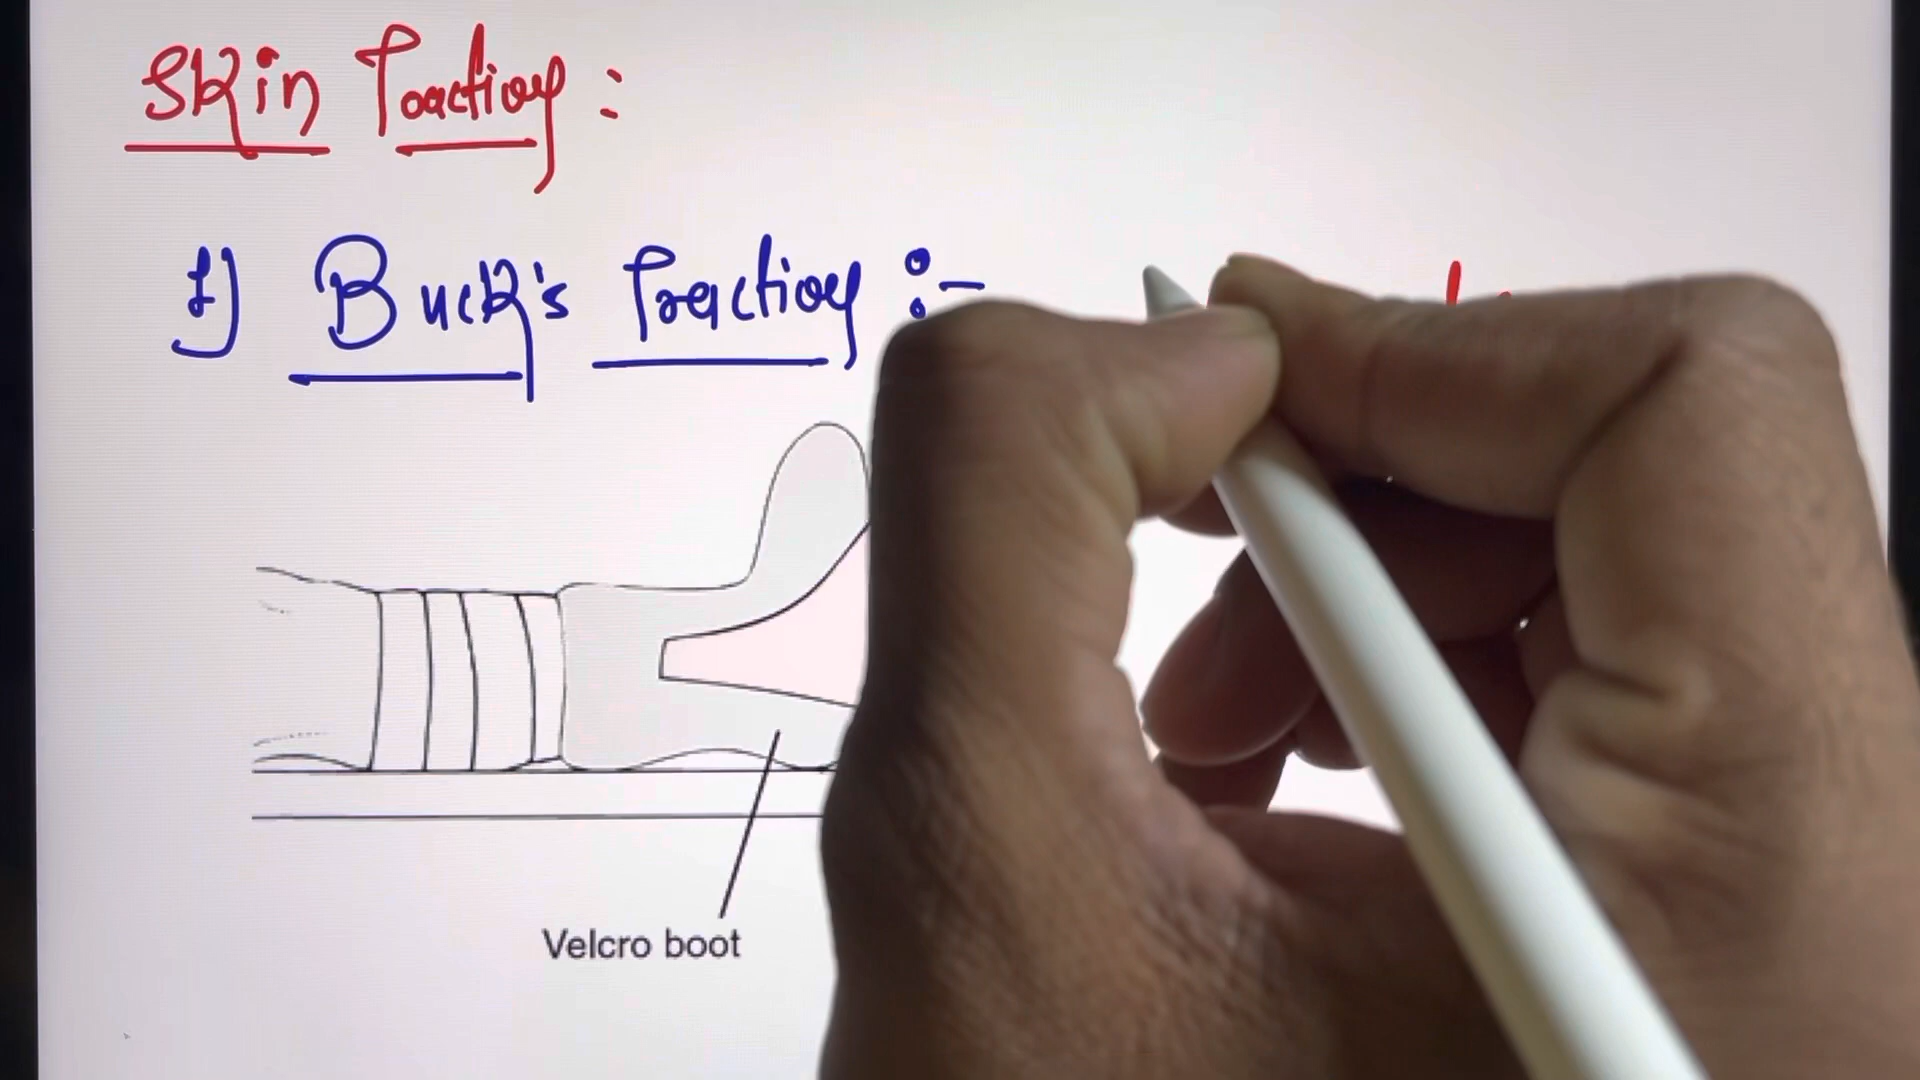 Skin Traction :
1) Buck's Traction :-
Velcro boot